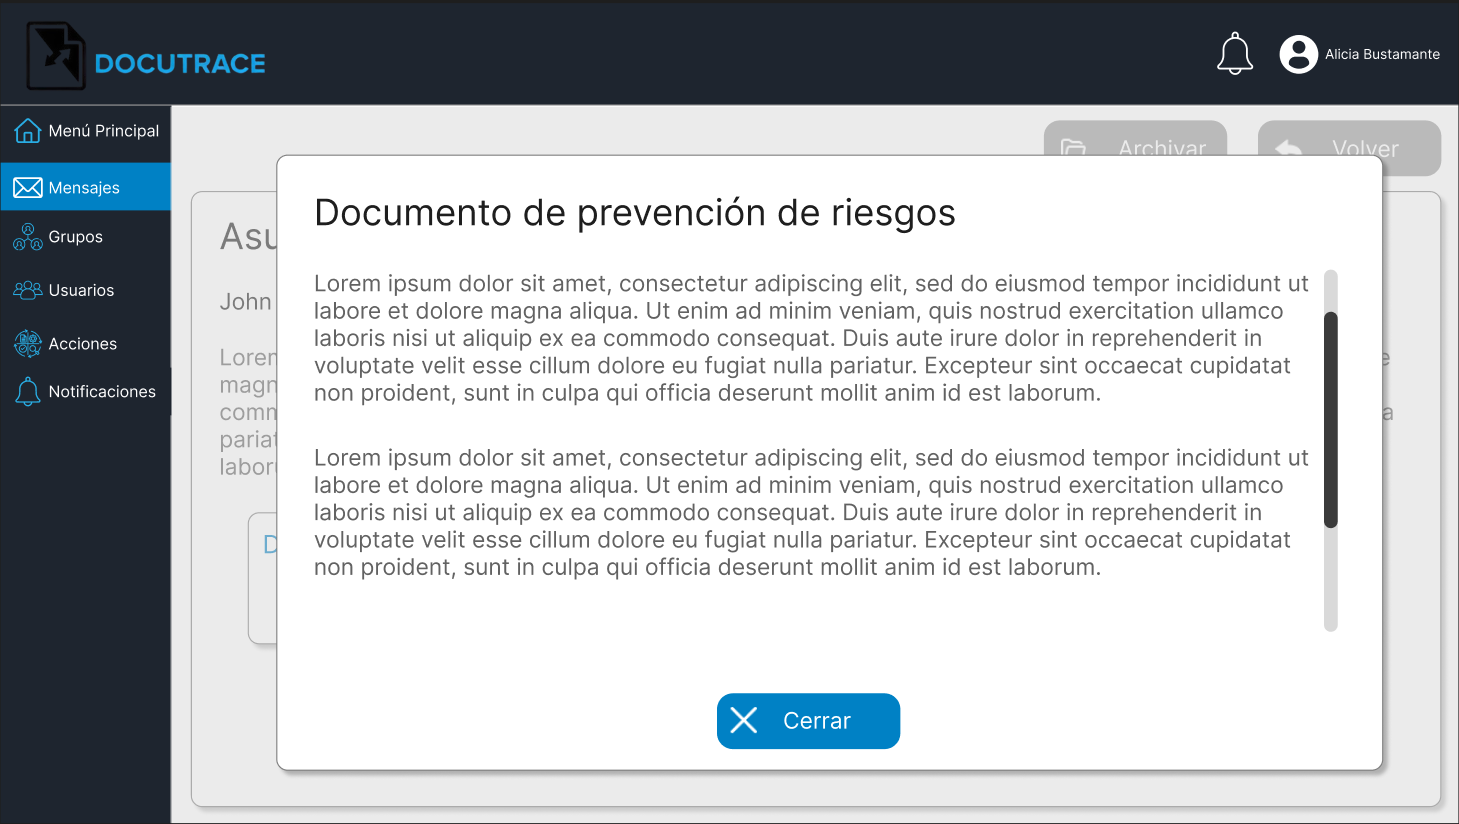 DOCUTRACE
Alicia Bustamante
Menú Principal
Mensajes
Grupos
Usuarios
Acciones
Notificaciones
Archivar
Volver
John
Documento de prevención de riesgos
Lorem ipsum dolor sit amet, consectetur adipiscing elit, sed do eiusmod tempor incididunt ut
labore et dolore magna aliqua. Ut enim ad minim veniam, quis nostrud exercitation ullamco
laboris nisi ut aliquip ex ea commodo consequat. Duis aute irure dolor in reprehenderit in
voluptate velit esse cillum dolore eu fugiat nulla pariatur. Excepteur sint occaecat cupidatat
non proident, sunt in culpa qui officia deserunt mollit anim id est laborum.
Lorem ipsum dolor sit amet, consectetur adipiscing elit, sed do eiusmod tempor incididunt ut
labore et dolore magna aliqua. Ut enim ad minim veniam, quis nostrud exercitation ullamco
laboris nisi ut aliquip ex ea commodo consequat. Duis aute irure dolor in reprehenderit in
voluptate velit esse cillum dolore eu fugiat nulla pariatur. Excepteur sint occaecat cupidatat
non proident, sunt in culpa qui officia deserunt mollit anim id est laborum.
Cerrar